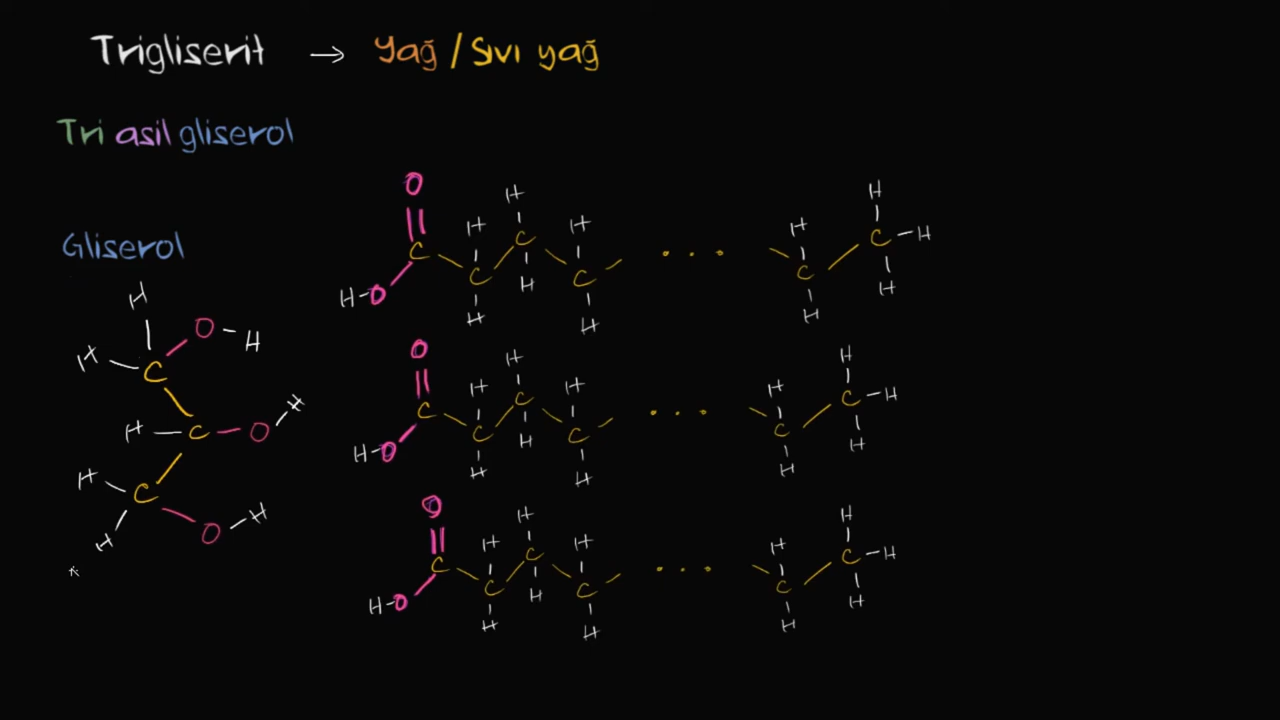 Trigliserit → Yağ / Sıvı yağ
Tri asil gliserol
Gliserol
O
H H H H H
C C C C ... C C - H
H-O H H H H H
H
H O - H
H C
H - C - O H
H C
H O - H
O
H H H H H
C C C C ... C C - H
H-O H H H H H
O
H H H H H
C C C C ... C C - H
H-O H H H H H